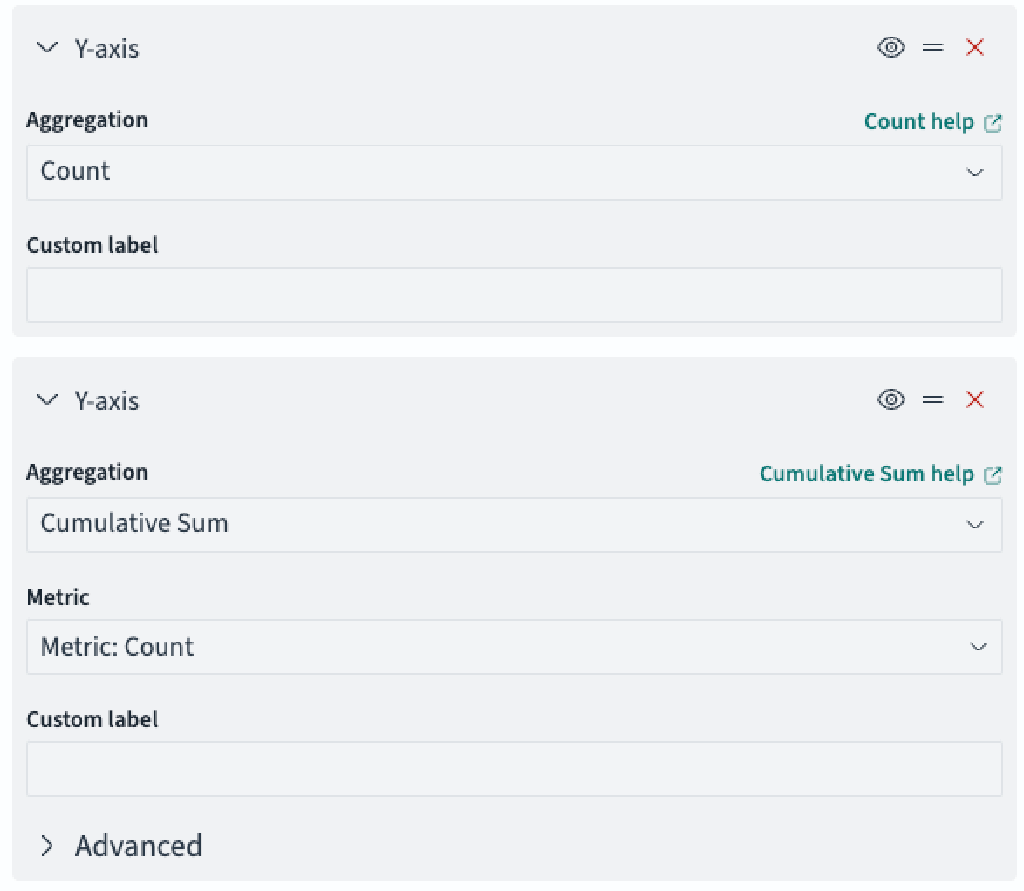 Y-axis
Aggregation
Count help
Count
Custom label
Y-axis
Aggregation
Cumulative Sum help
Cumulative Sum
Metric
Metric: Count
Custom label
Advanced